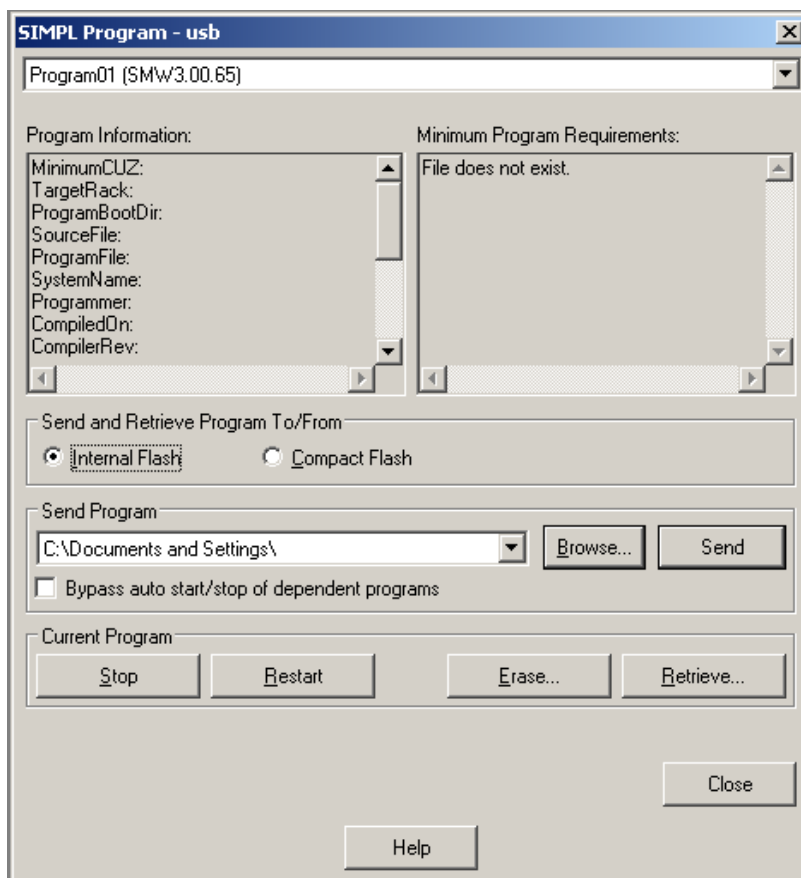 SIMPL Program - usb
Program01 (SMW3.00.65)
Program Information:
Minimum Program Requirements:
MinimumCUZ:
TargetRack:
ProgramBootDir:
SourceFile:
ProgramFile:
SystemName:
Programmer:
CompiledOn:
CompilerRev:
File does not exist.
Send and Retrieve Program To/From
Internal Flash
Compact Flash
Send Program
C:\Documents and Settings\
Browse...
Send
Bypass auto start/stop of dependent programs
Current Program
Stop
Restart
Erase...
Retrieve...
Close
Help